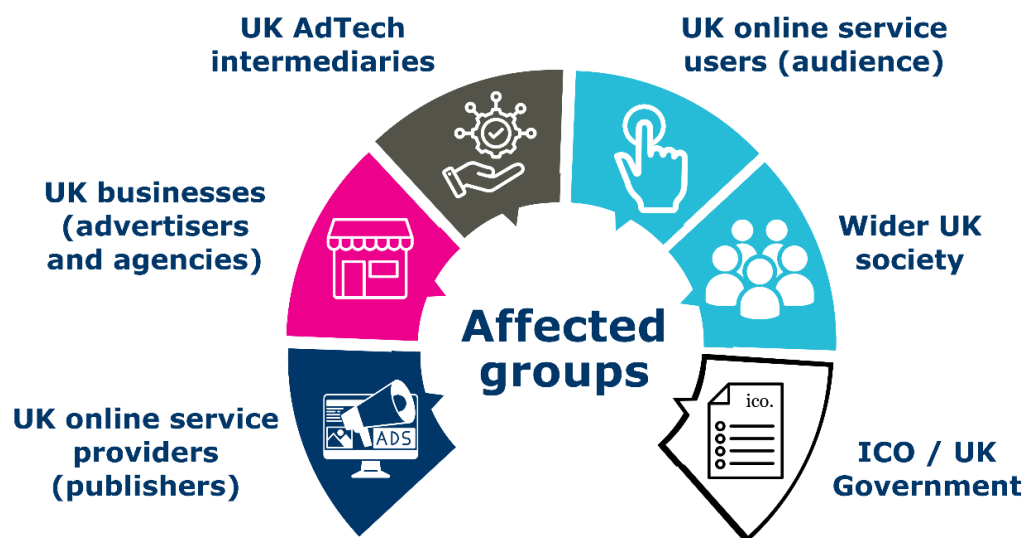 UK AdTech
intermediaries
UK online service
users (audience)
UK businesses
(advertisers
and agencies)
Wider UK
society
Affected
groups
UK online service
providers
(publishers)
ADS
ico.
ICO / UK
Government